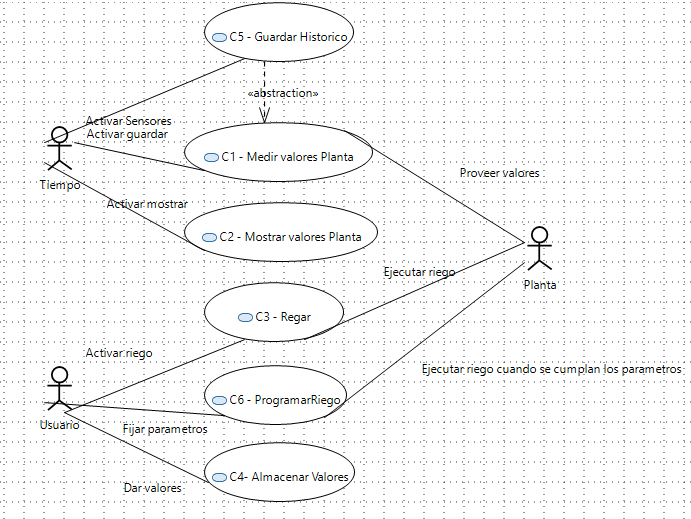 C5 - Guardar Historico
«abstraction»
Activar Sensores
Activar guardar
C1 - Medir valores Planta
Proveer valores
Tiempo
Activar mostrar
C2 - Mostrar valores Planta
Ejecutar riego
Planta
C3 - Regar
Activar riego
Ejecutar riego cuando se cumplan los parametros
C6 - ProgramarRiego
Usuario
Fijar parametros
C4- Almacenar Valores
Dar valores